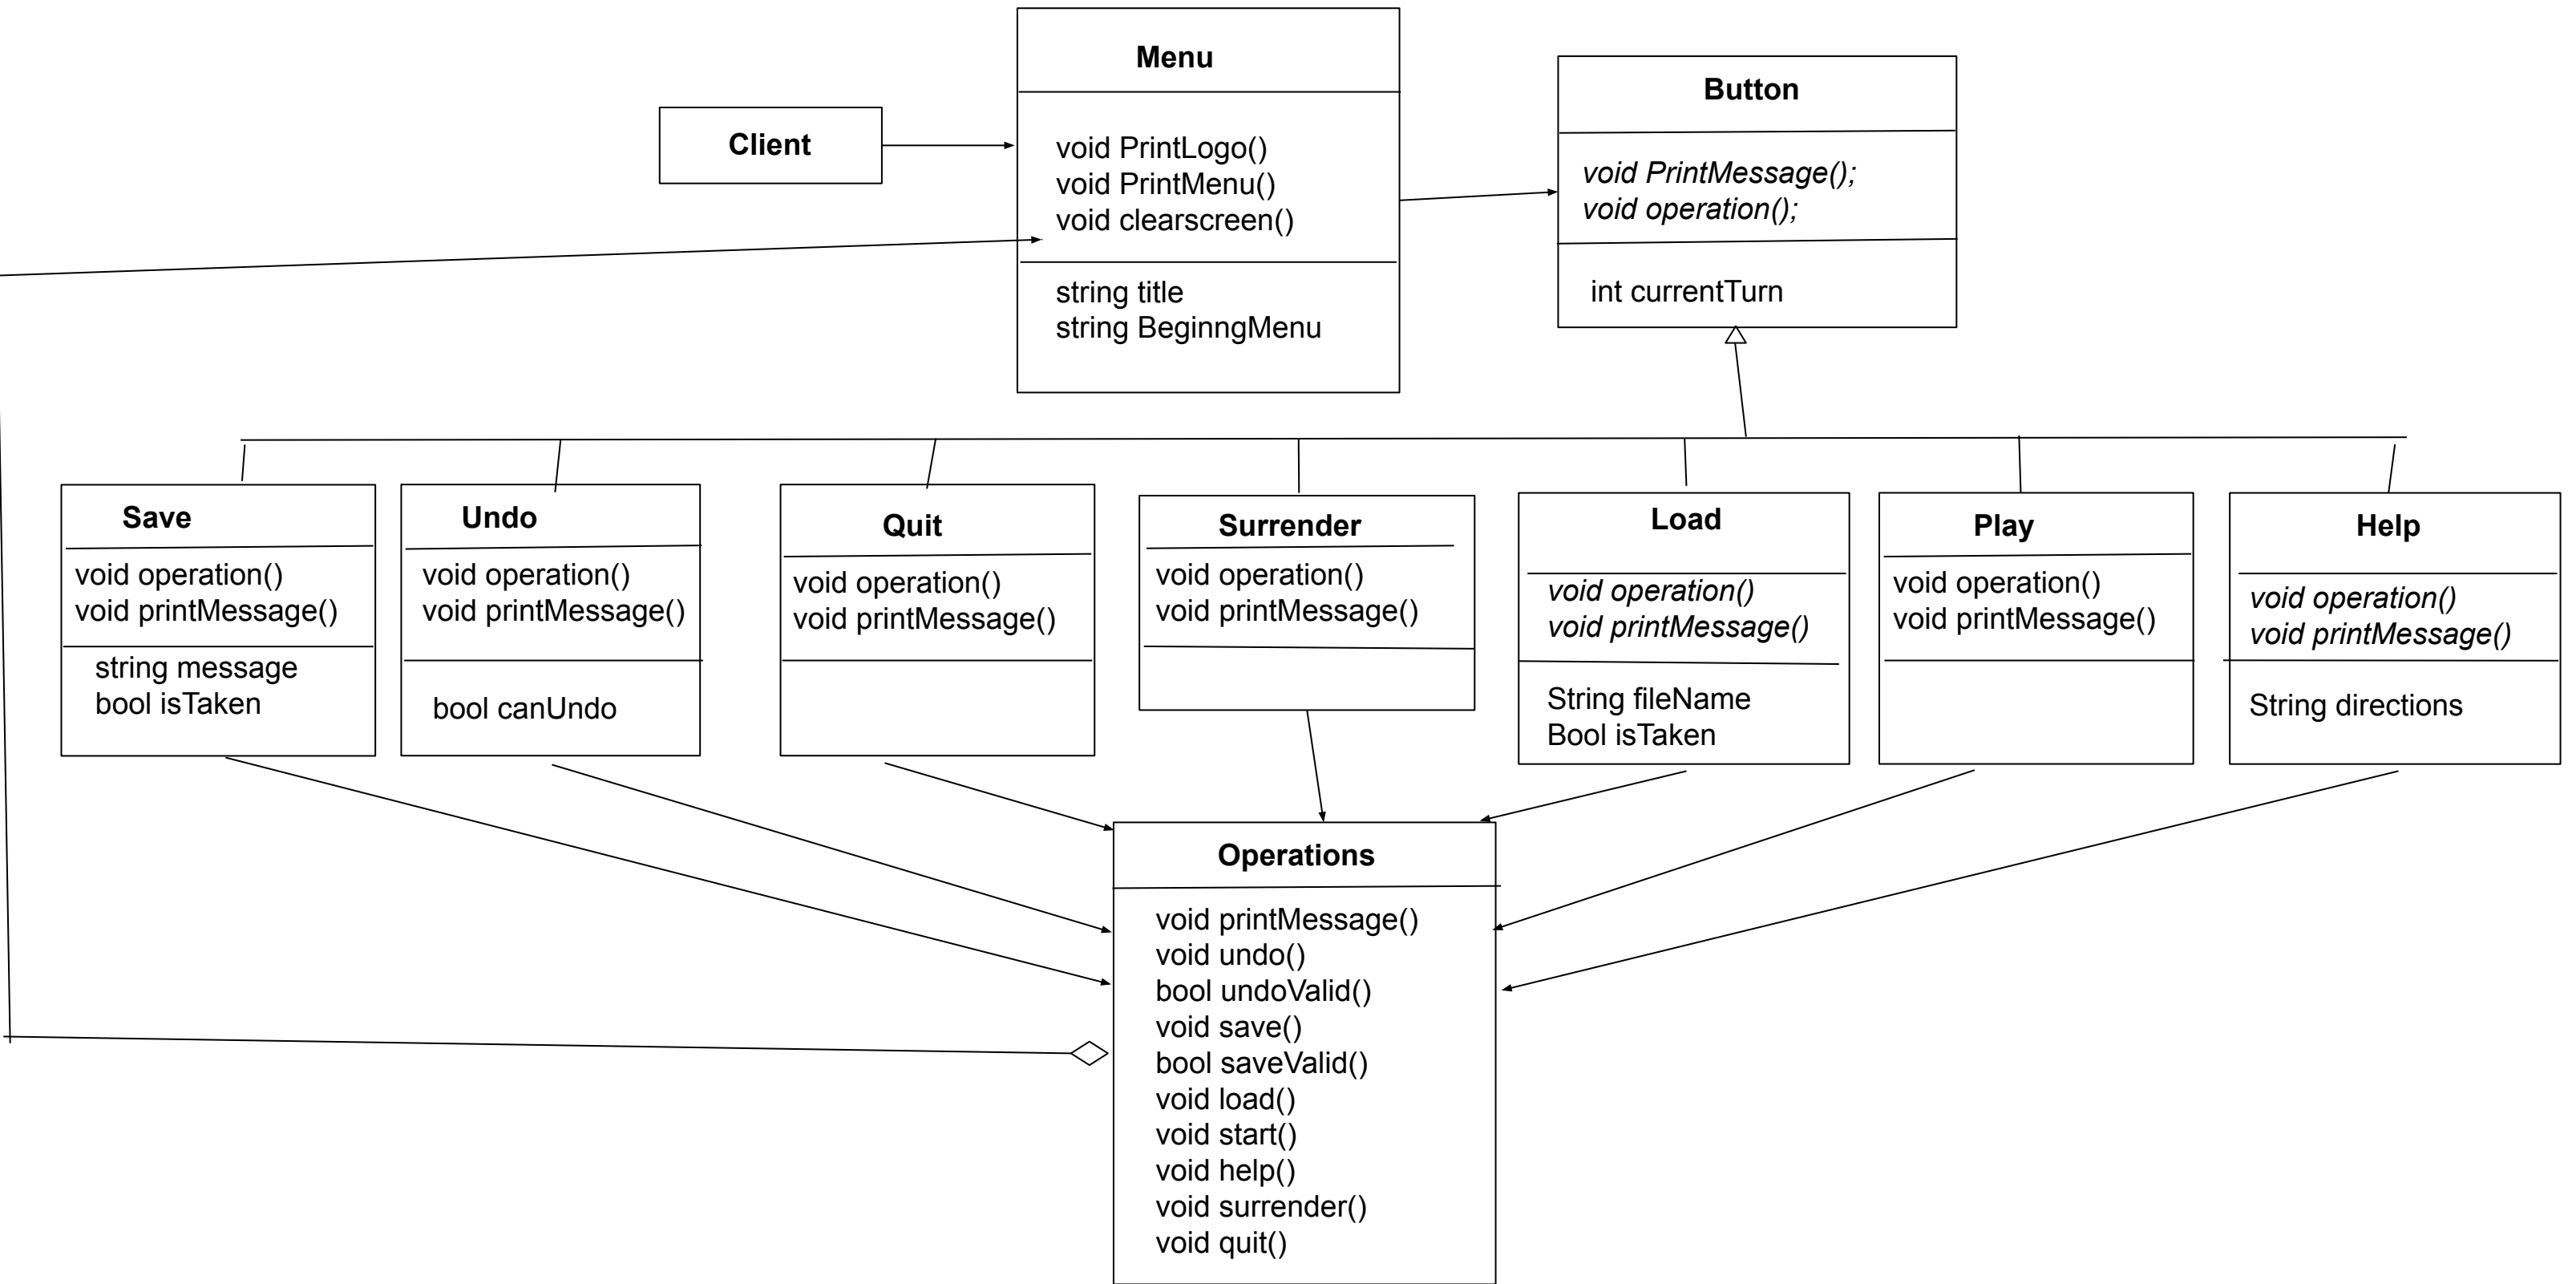 Menu
void PrintLogo()
void PrintMenu()
void clearscreen()
string title
string BeginngMenu
Client
Button
void PrintMessage();
void operation();
int currentTurn
Save
void operation()
void printMessage()
string message
bool isTaken
Undo
void operation()
void printMessage()
bool canUndo
Quit
void operation()
void printMessage()
Surrender
void operation()
void printMessage()
Load
void operation()
void printMessage()
String fileName
Bool isTaken
Play
void operation()
void printMessage()
Help
void operation()
void printMessage()
String directions
Operations
void printMessage()
void undo()
bool undoValid()
void save()
bool saveValid()
void load()
void start()
void help()
void surrender()
void quit()